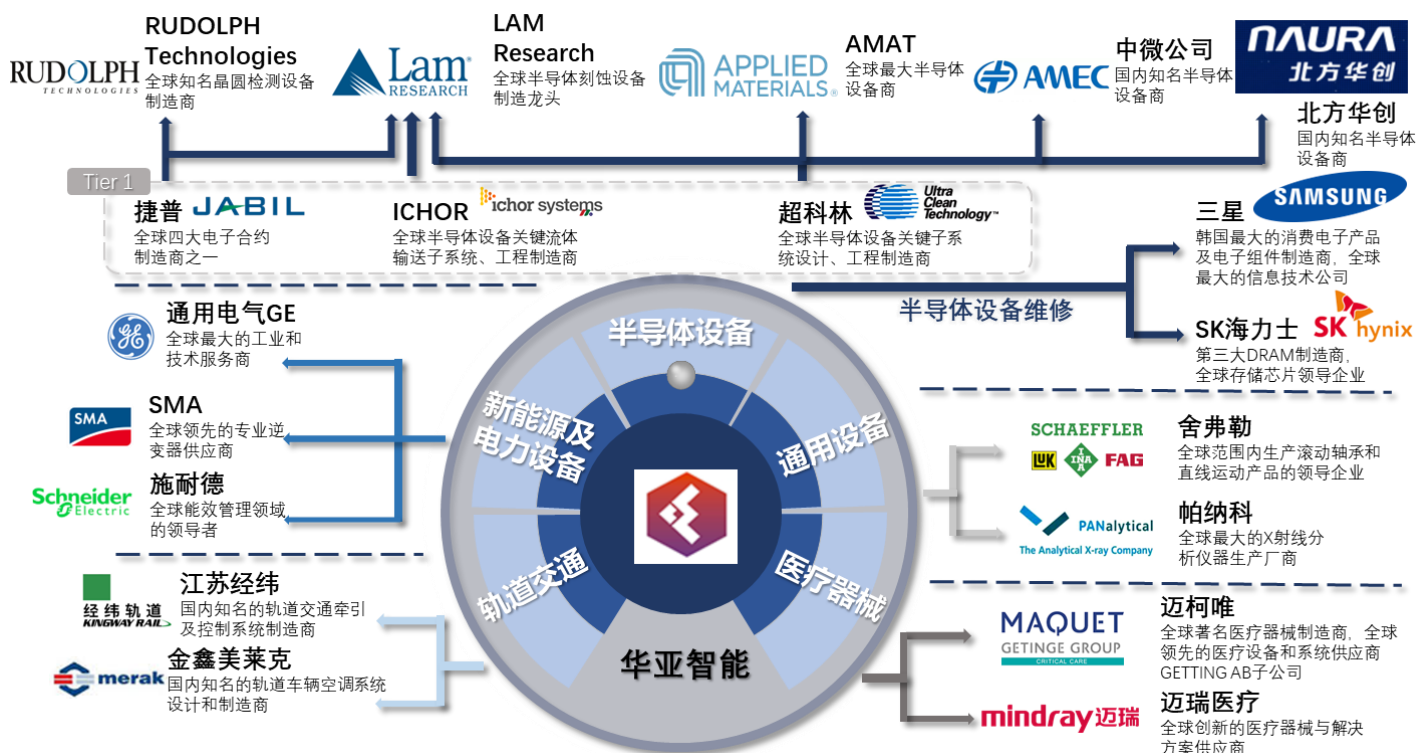 RUDOLPH
TECHNOLOGIES
RUDOLPH
Technologies
全球知名晶圆检测设备
制造商
Lam
RESEARCH
LAM
Research
全球半导体刻蚀设备
制造龙头
APPLIED
MATERIALS
AMAT
全球最大半导体
设备商
AMEC
中微公司
国内知名半导体
设备商
NAURA
北方华创
北方华创
国内知名半导体
设备商
Tier 1
捷普
JABIL
全球四大电子合约
制造商之一
ICHOR
ichor systems
全球半导体设备关键流体
输送子系统、工程制造商
超科林
Ultra
Clean
Technology™
全球半导体设备关键子系
统设计、工程制造商
三星
SAMSUNG
韩国最大的消费电子产品
及电子组件制造商，全球
最大的信息技术公司
半导体设备维修
SK海力士
SK hynix
第三大DRAM制造商，
全球存储芯片领导企业
GE
通用电气GE
全球最大的工业和
技术服务商
SMA
SMA
全球领先的专业逆
变器供应商
Schneider
Electric
施耐德
全球能效管理领域
的领导者
经纬轨道
KINGWAY RAIL
江苏经纬
国内知名的轨道交通牵引
及控制系统制造商
merak
金鑫美莱克
国内知名的轨道车辆空调系统
设计和制造商
半导体设备
新能源及
电力设备
通用设备
轨道交通
医疗器械
华亚智能
SCHAEFFLER
LUK
INA
FAG
舍弗勒
全球范围内生产滚动轴承和
直线运动产品的领导企业
PANalytical
The Analytical X-ray Company
帕纳科
全球最大的X射线分
析仪器生产厂商
MAQUET
GETINGE GROUP
CRITICAL CARE
迈柯唯
全球著名医疗器械制造商，全球
领先的医疗设备和系统供应商
GETTING AB子公司
mindray迈瑞
迈瑞医疗
全球创新的医疗器械与解决
方案供应商